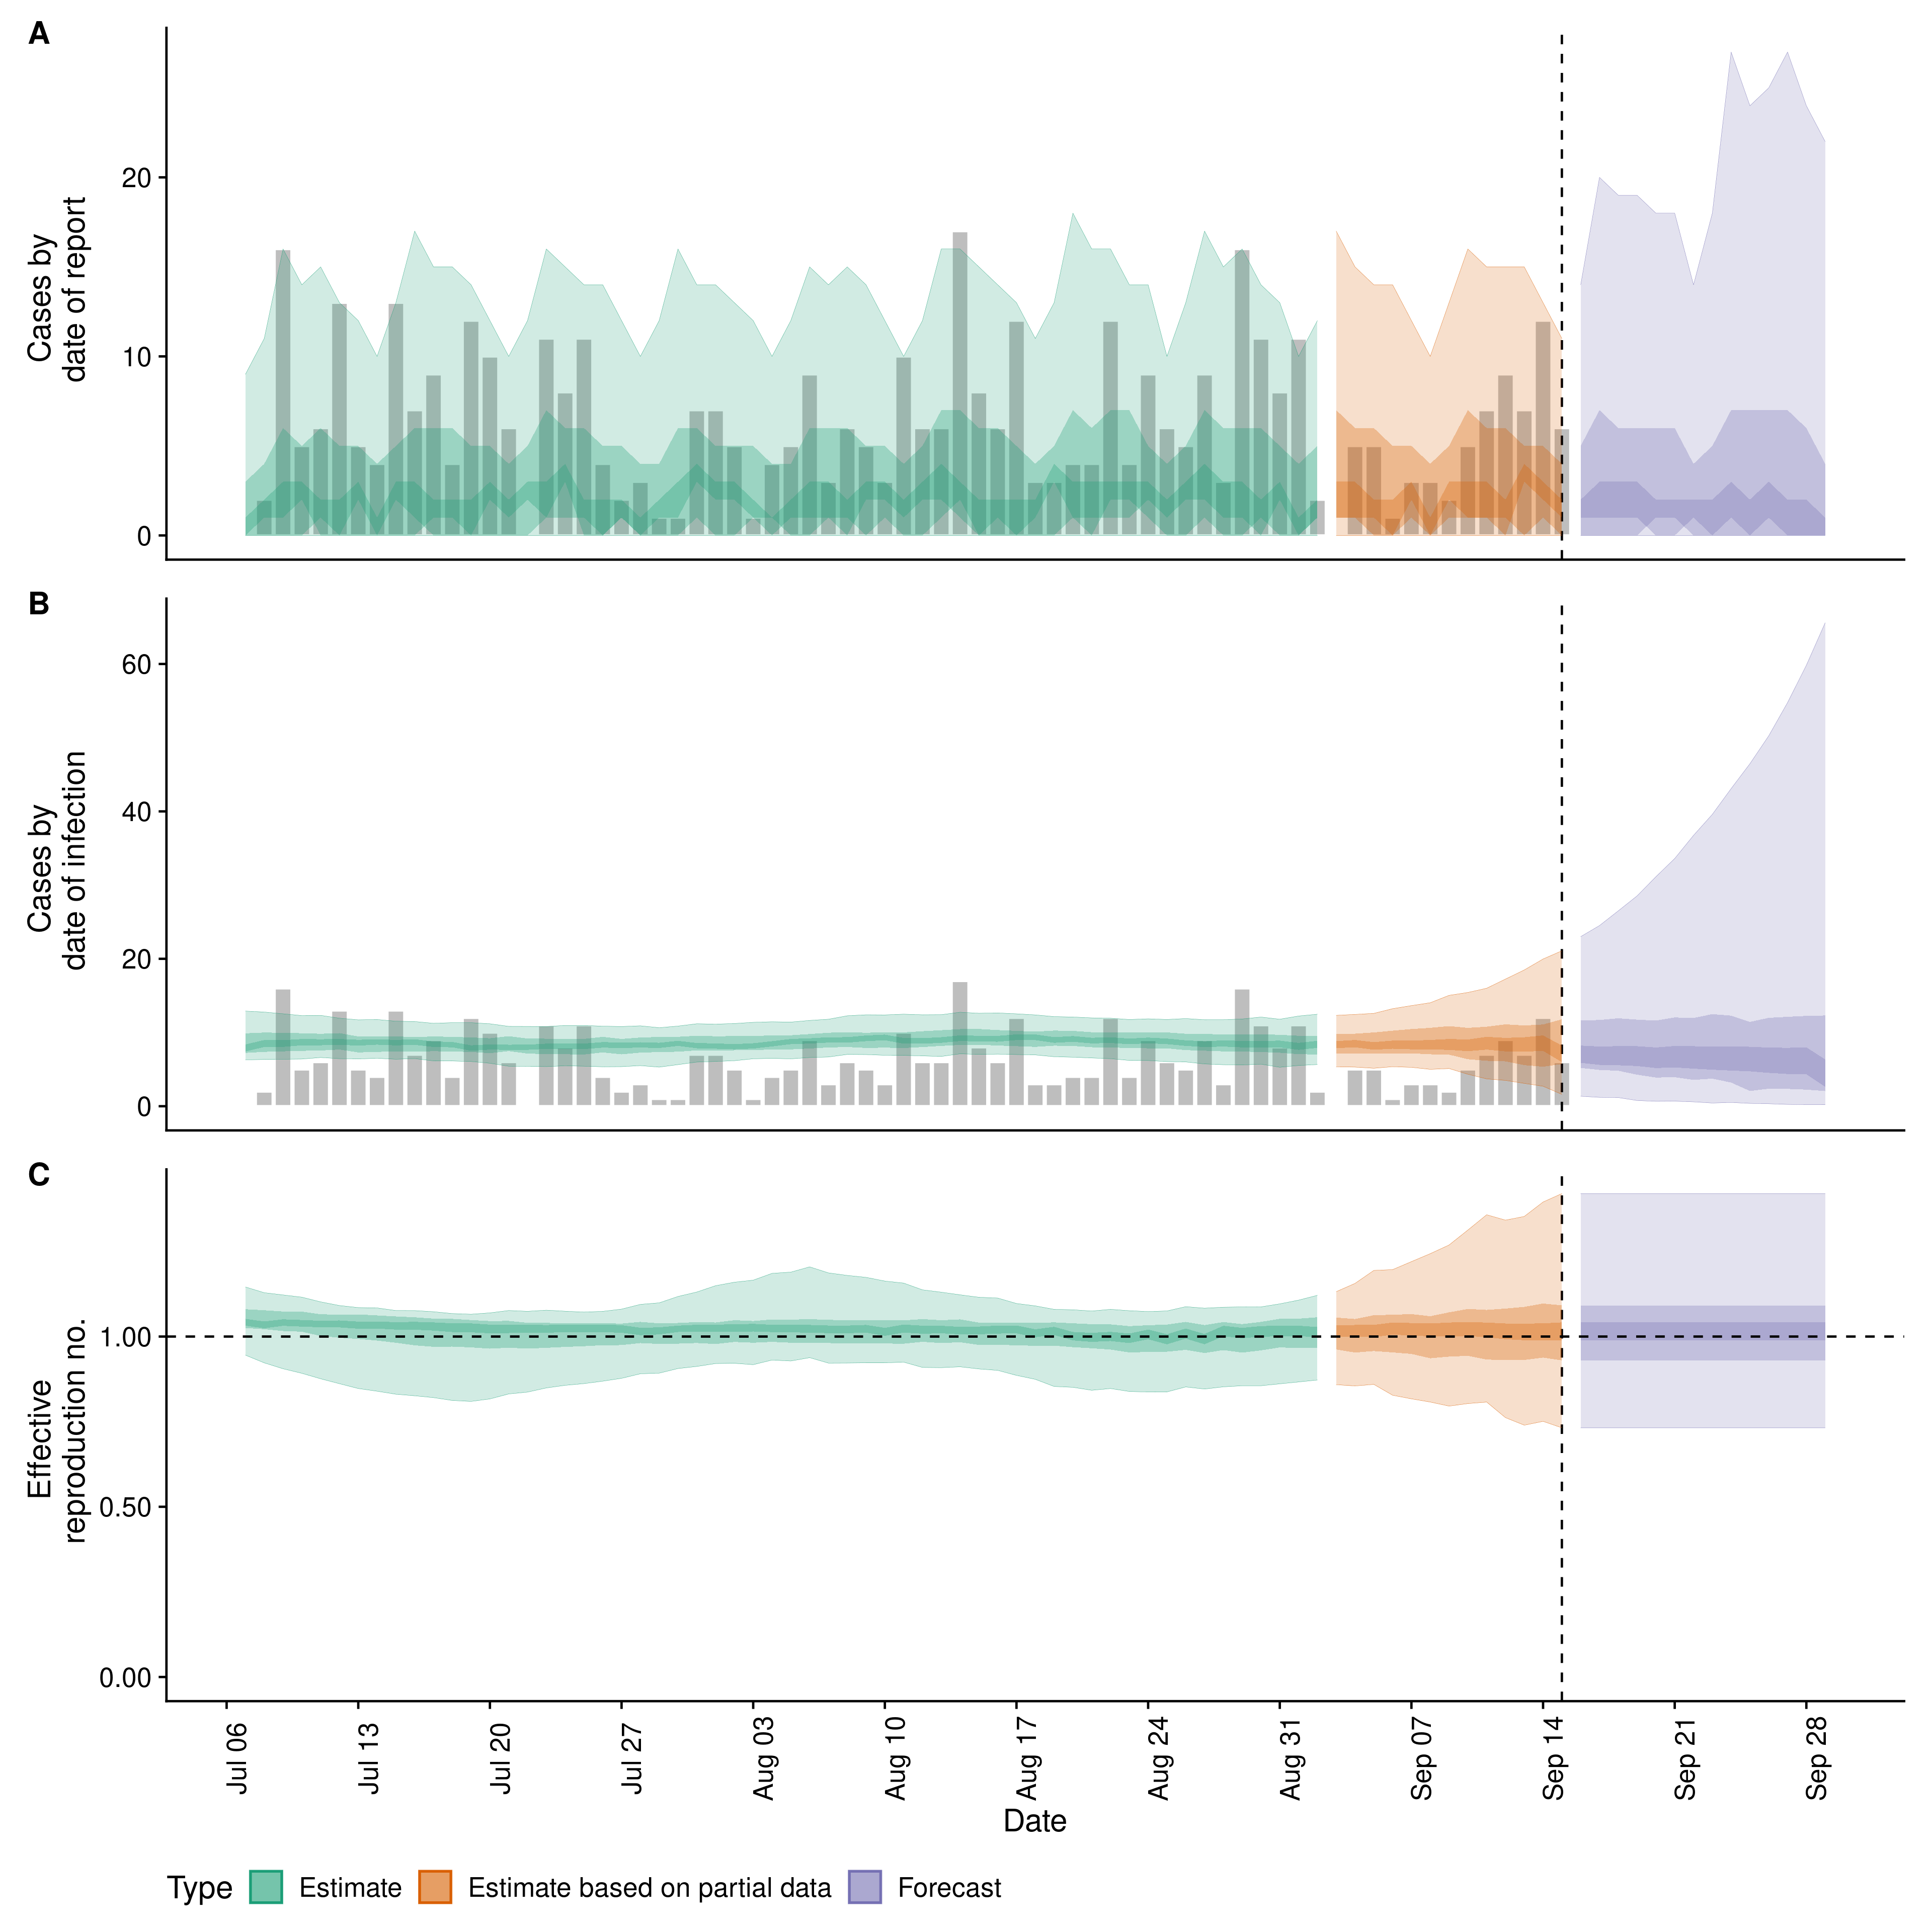 A
Cases by
date of report
20
10
0
B
Cases by
date of infection
60
40
20
0
C
Effective
reproduction no.
1.00
0.50
0.00
Jul 06
Jul 13
Jul 20
Jul 27
Aug 03
Aug 10
Aug 17
Aug 24
Aug 31
Sep 07
Sep 14
Sep 21
Sep 28
Date
Type Estimate Estimate based on partial data Forecast